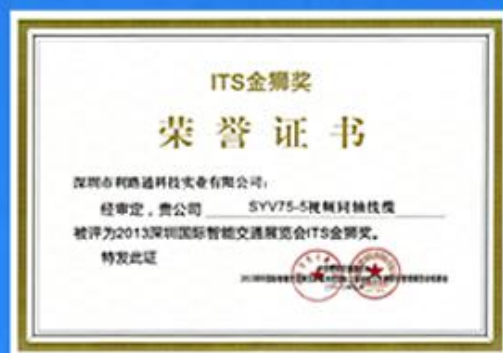 ITS金狮奖
荣誉证书
深圳市利路通科技实业有限公司：
经审定，贵公司 SYV75-5视频同轴线缆
被评为2013深圳国际智能交通展览会ITS金狮奖。
特发此证